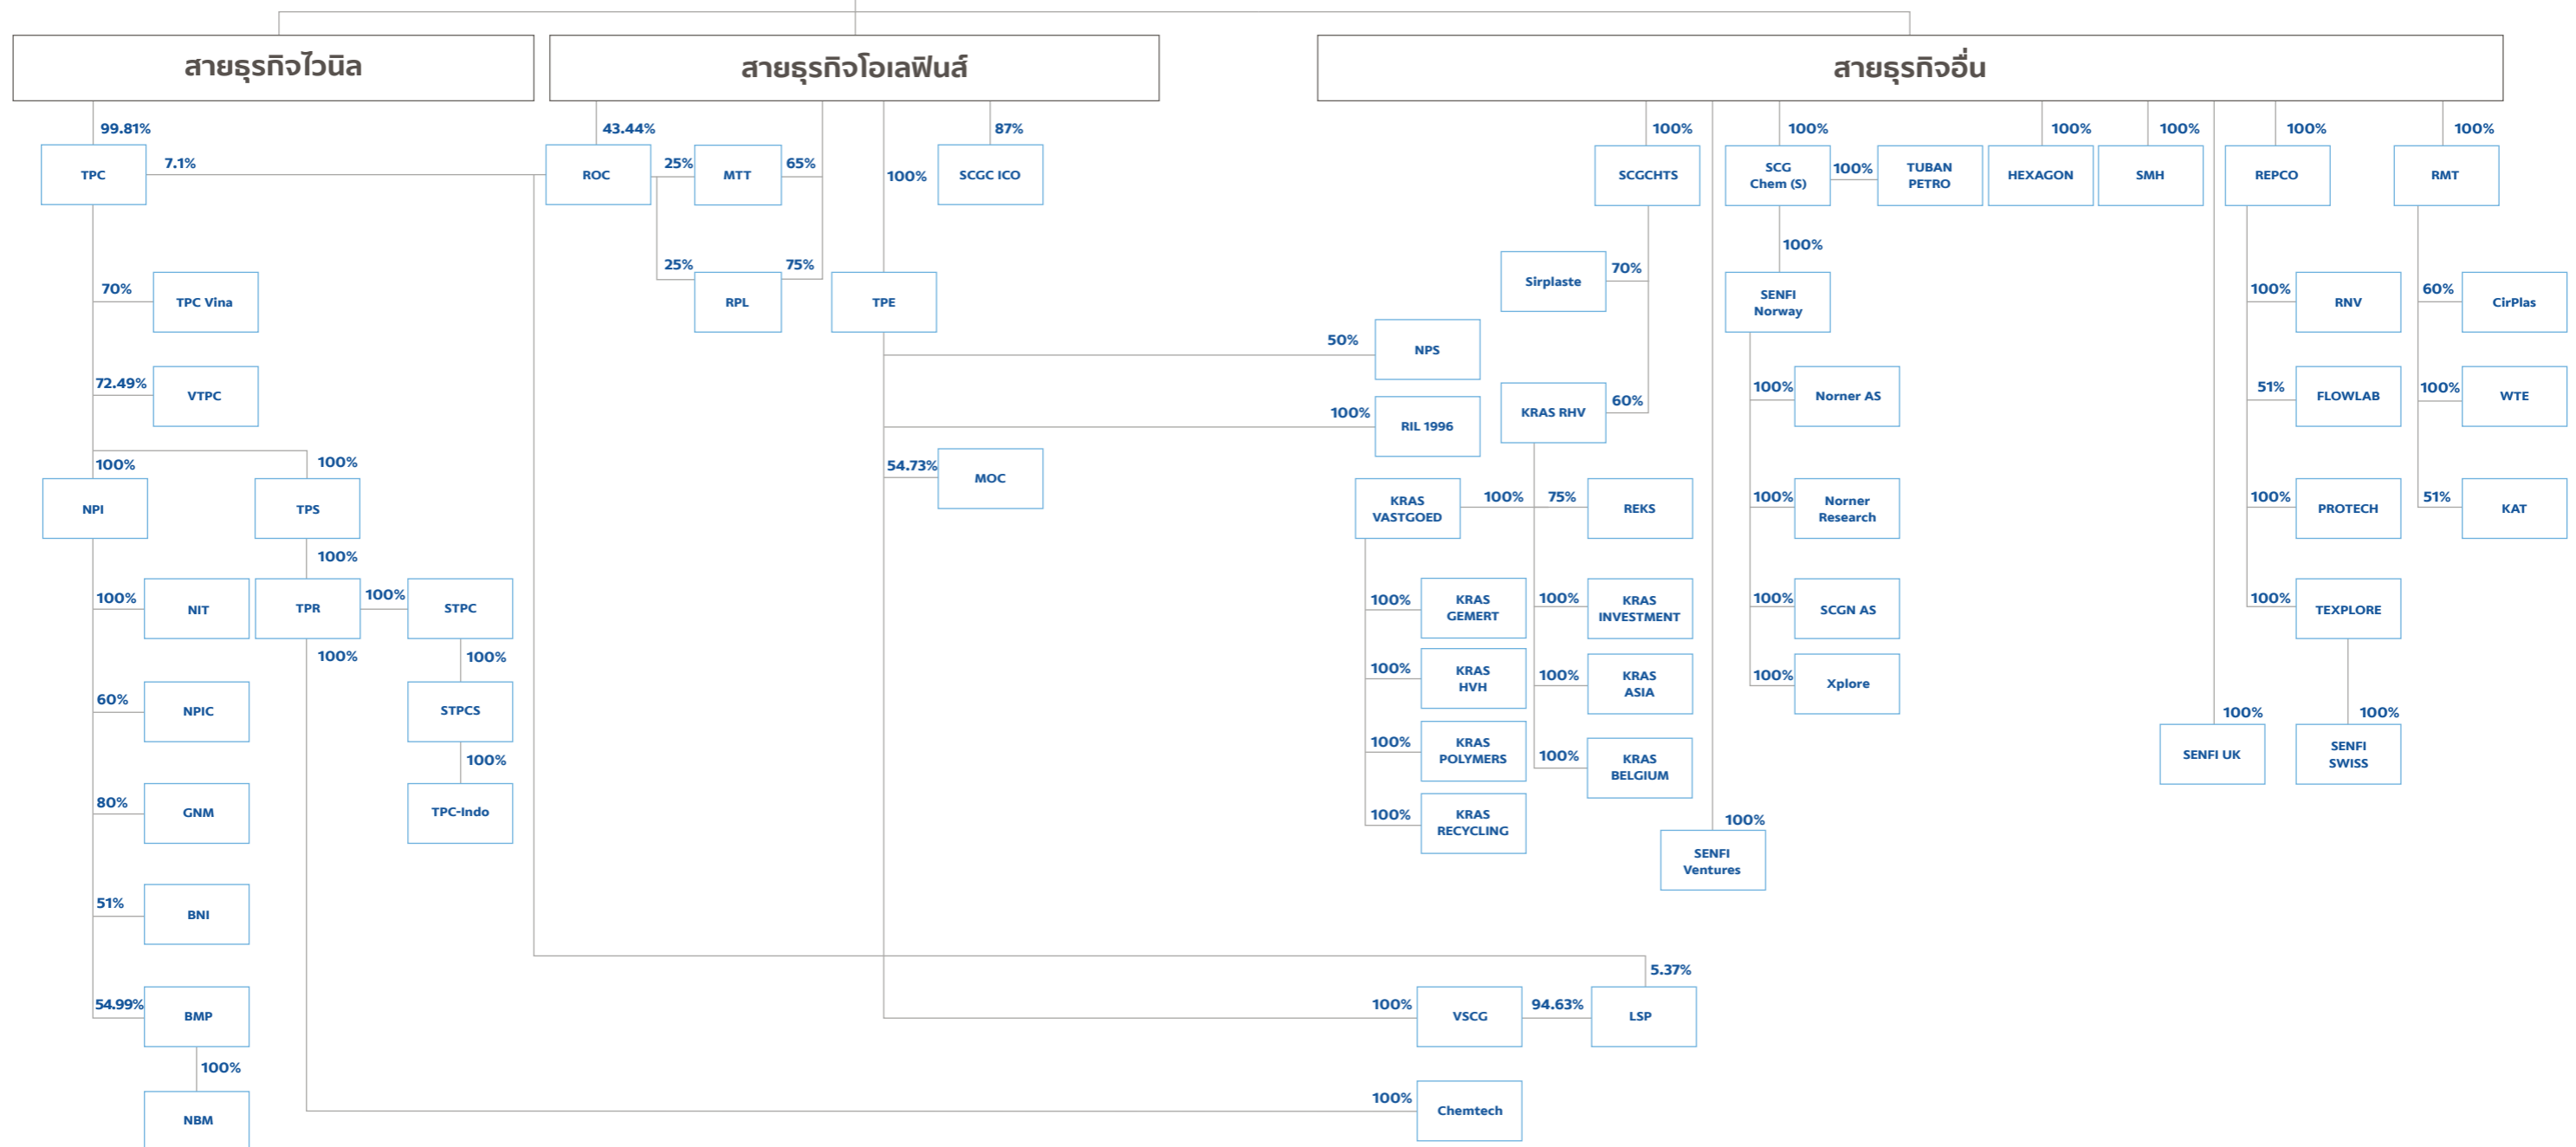 สายธุรกิจไวนิล
สายธุรกิจโอเลฟินส์
สายธุรกิจอื่น
99.81%
TPC
7.1%
70%
TPC Vina
72.49%
VTPC
100%
NPI
100%
TPS
100%
NIT
100%
TPR
100%
STPC
100%
100%
STPCS
100%
TPC-Indo
60%
NPIC
80%
GNM
51%
BNI
54.99%
BMP
100%
NBM
43.44%
ROC
25%
MTT
65%
25%
RPL
75%
100%
TPE
87%
SCGC ICO
50%
NPS
100%
RIL 1996
54.73%
MOC
100%
VSCG
94.63%
LSP
5.37%
100%
Chemtech
100%
SCGCHTS
Sirplaste
70%
KRAS RHV
60%
KRAS
VASTGOED
100%
75%
REKS
100%
KRAS
GEMERT
100%
KRAS
HVH
100%
KRAS
POLYMERS
100%
KRAS
RECYCLING
100%
KRAS
INVESTMENT
100%
KRAS
ASIA
100%
KRAS
BELGIUM
100%
SENFI
Ventures
100%
SCG
Chem (S)
100%
TUBAN
PETRO
100%
SENFI
Norway
100%
Norner AS
100%
Norner
Research
100%
SCGN AS
100%
Xplore
100%
HEXAGON
100%
SMH
100%
SENFI UK
100%
REPCO
100%
RNV
51%
FLOWLAB
100%
PROTECH
100%
TEXPLORE
100%
SENFI
SWISS
100%
RMT
60%
CirPlas
100%
WTE
51%
KAT